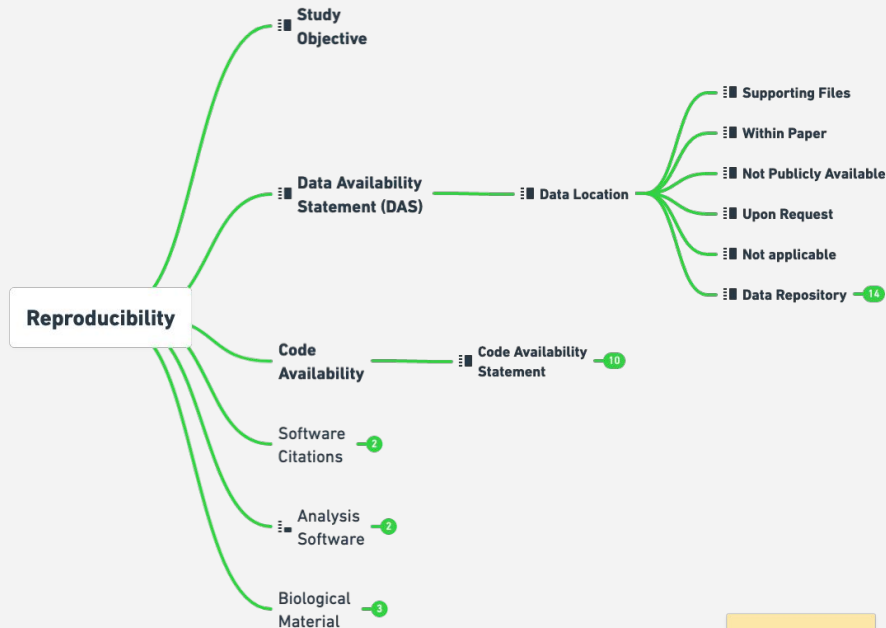 Study
Objective
Supporting Files
Within Paper
Not Publicly Available
Data Availability
Statement (DAS)
Data Location
Upon Request
Not applicable
Data Repository 14
Reproducibility
Code
Availability
Code Availability
Statement
10
Software
Citations
2
Analysis
Software
2
Biological
Material
3